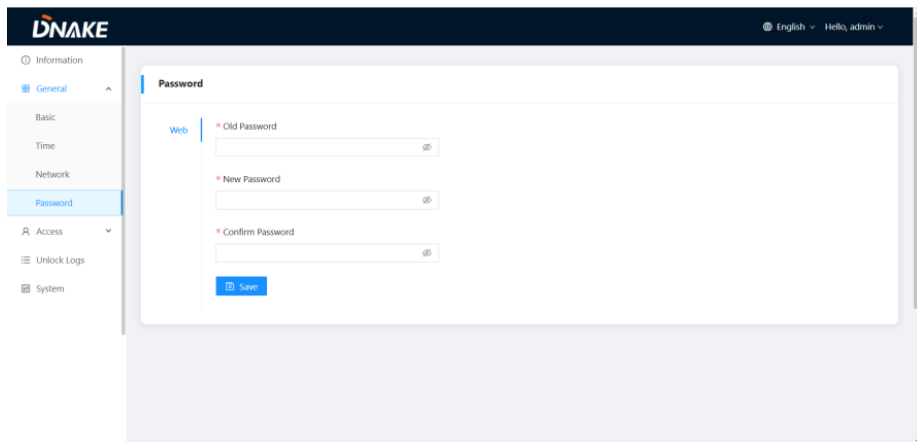 DNAKE
English
Hello, admin
Information
General
Basic
Time
Network
Password
Access
Unlock Logs
System
Password
Web
* Old Password
* New Password
* Confirm Password
Save